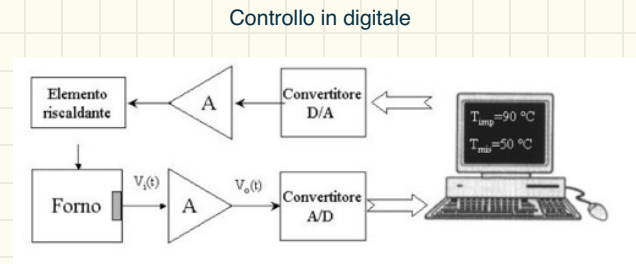 Controllo in digitale
Elemento
riscaldante
A
Convertitore
D/A
T_imp=90 °C
T_mis=50 °C
Forno
V_i(t)
A
V_o(t)
Convertitore
A/D